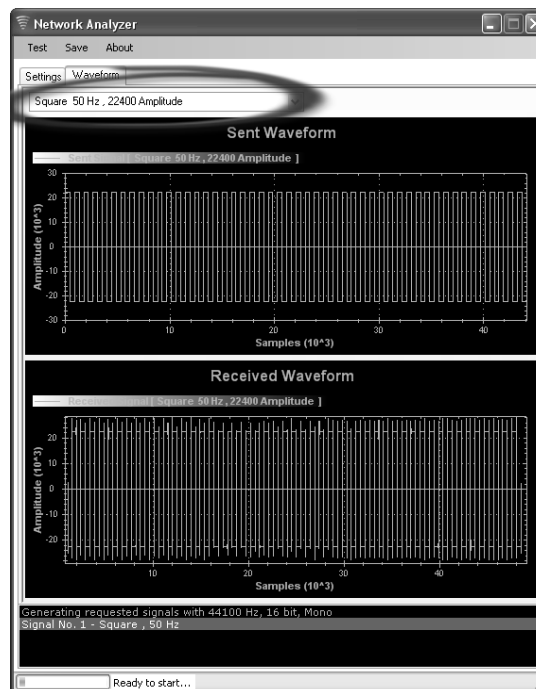 Network Analyzer
Test Save About
Settings Waveform
Square 50 Hz , 22400 Amplitude
Sent Waveform
Sent Signal [ Square 50 Hz , 22400 Amplitude ]
30
20
10
0
-10
-20
-30
Amplitude (10^3)
0 10 20 30 40
Samples (10^3)
Received Waveform
Received Signal [ Square 50 Hz , 22400 Amplitude ]
20
10
0
-10
-20
Amplitude (10^3)
10 20 30 40
Samples (10^3)
Generating requested signals with 44100 Hz, 16 bit, Mono
Signal No. 1 - Square , 50 Hz
Ready to start...